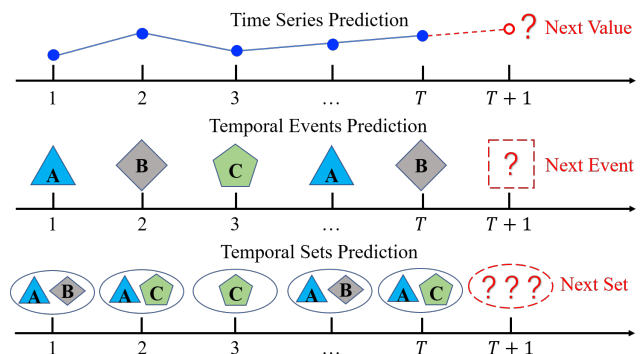 Time Series Prediction
? Next Value
1 2 3 ... T T + 1
Temporal Events Prediction
A B C A B ? Next Event
1 2 3 ... T T + 1
Temporal Sets Prediction
A B A C C A B A C ? ? ? Next Set
1 2 3 ... T T + 1